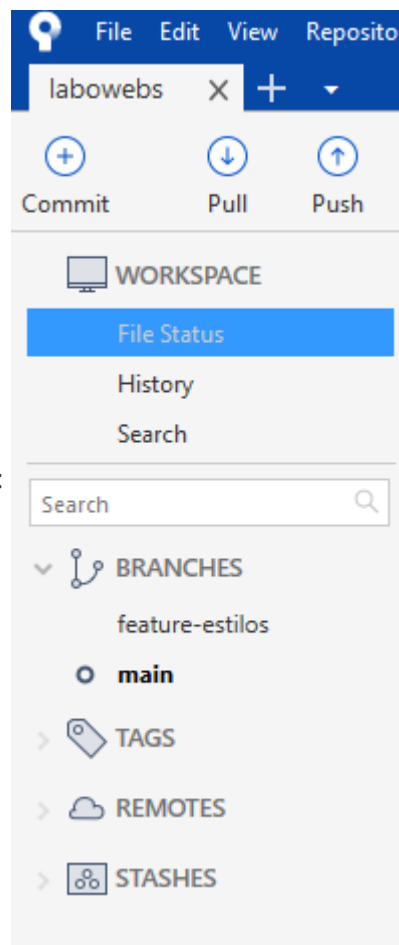 File Edit View Reposito
labowebs
Commit Pull Push
WORKSPACE
File Status
History
Search
:
Search
BRANCHES
feature-estilos
main
TAGS
REMOTES
STASHES